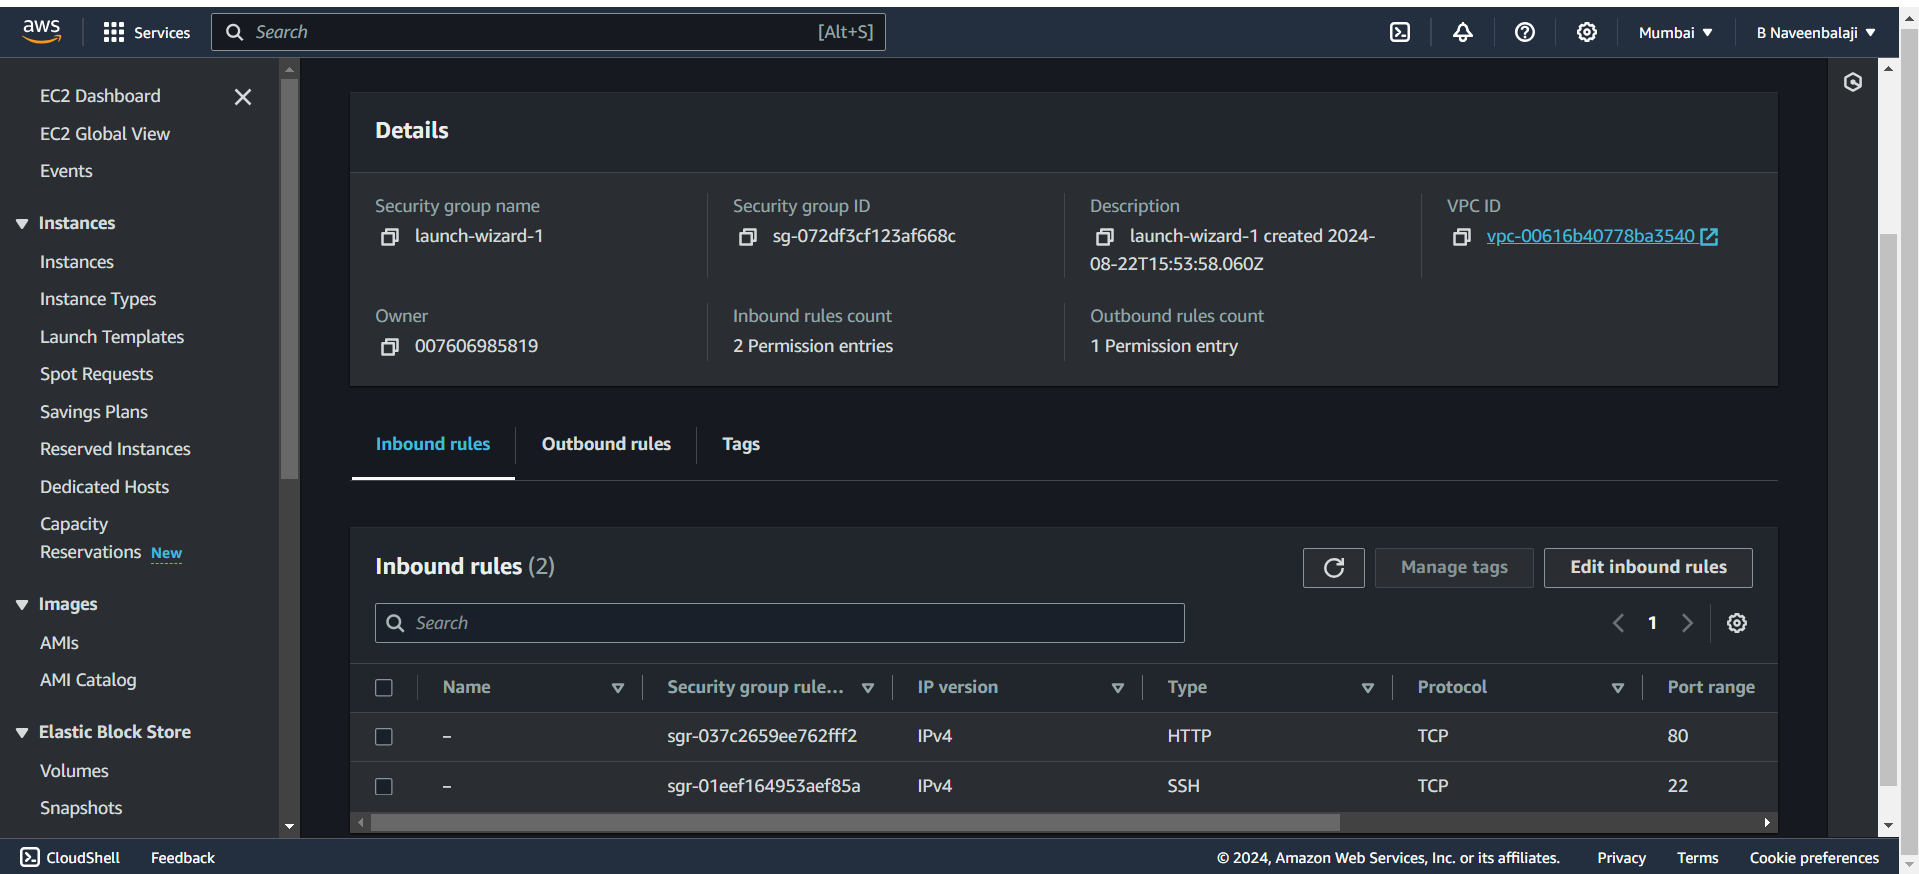 aws
Services
Search [Alt+S]
Mumbai
B Naveenbalaji
EC2 Dashboard
EC2 Global View
Events
Instances
Instances
Instance Types
Launch Templates
Spot Requests
Savings Plans
Reserved Instances
Dedicated Hosts
Capacity
Reservations New
Images
AMIs
AMI Catalog
Elastic Block Store
Volumes
Snapshots
Details
Security group name
launch-wizard-1
Security group ID
sg-072df3cf123af668c
Description
launch-wizard-1 created 2024-
08-22T15:53:58.060Z
VPC ID
vpc-00616b40778ba3540
Owner
007606985819
Inbound rules count
2 Permission entries
Outbound rules count
1 Permission entry
Inbound rules
Outbound rules
Tags
Inbound rules (2)
Manage tags
Edit inbound rules
Search
1
Name Security group rule... IP version Type Protocol Port range
– sgr-037c2659ee762fff2 IPv4 HTTP TCP 80
– sgr-01eef164953aef85a IPv4 SSH TCP 22
CloudShell Feedback © 2024, Amazon Web Services, Inc. or its affiliates. Privacy Terms Cookie preferences